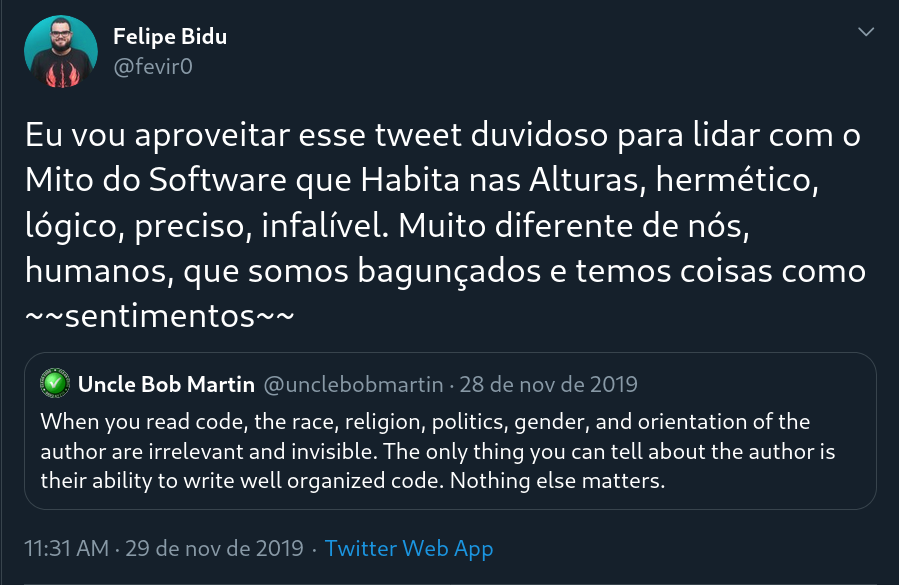 Felipe Bidu
@fevir0
Eu vou aproveitar esse tweet duvidoso para lidar com o
Mito do Software que Habita nas Alturas, hermético,
lógico, preciso, infalível. Muito diferente de nós,
humanos, que somos bagunçados e temos coisas como
~~sentimentos~~
Uncle Bob Martin @unclebobmartin · 28 de nov de 2019
When you read code, the race, religion, politics, gender, and orientation of the
author are irrelevant and invisible. The only thing you can tell about the author is
their ability to write well organized code. Nothing else matters.
11:31 AM · 29 de nov de 2019 · Twitter Web App